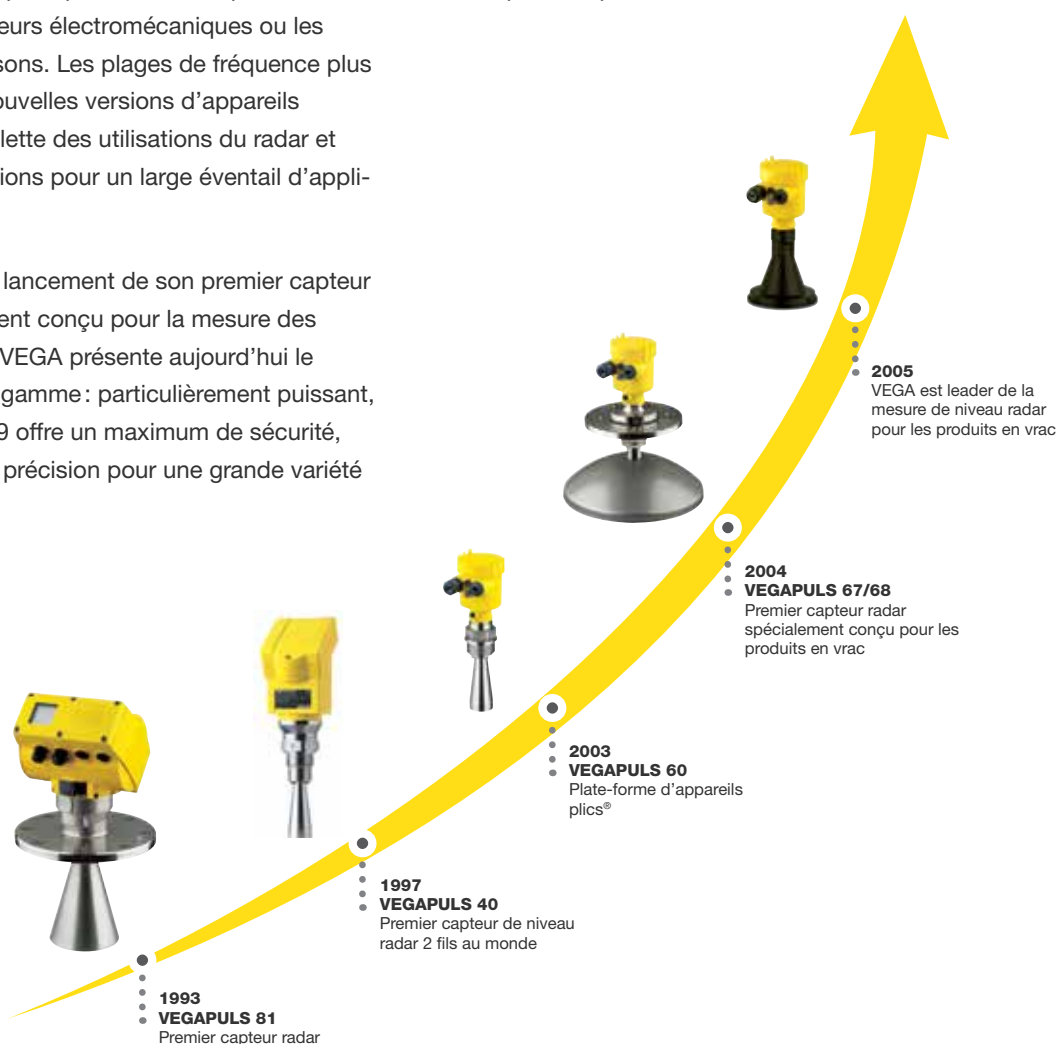 eurs électromécaniques ou les
sons. Les plages de fréquence plus
ouvelles versions d'appareils
lette des utilisations du radar et
ions pour un large éventail d'appli-
lancement de son premier capteur
ent conçu pour la mesure des
VEGA présente aujourd'hui le
gamme : particulièrement puissant,
9 offre un maximum de sécurité,
précision pour une grande variété
2005
VEGA est leader de la
mesure de niveau radar
pour les produits en vrac
2004
VEGAPULS 67/68
Premier capteur radar
spécialement conçu pour les
produits en vrac
2003
VEGAPULS 60
Plate-forme d'appareils
plics®
1997
VEGAPULS 40
Premier capteur de niveau
radar 2 fils au monde
1993
VEGAPULS 81
Premier capteur radar